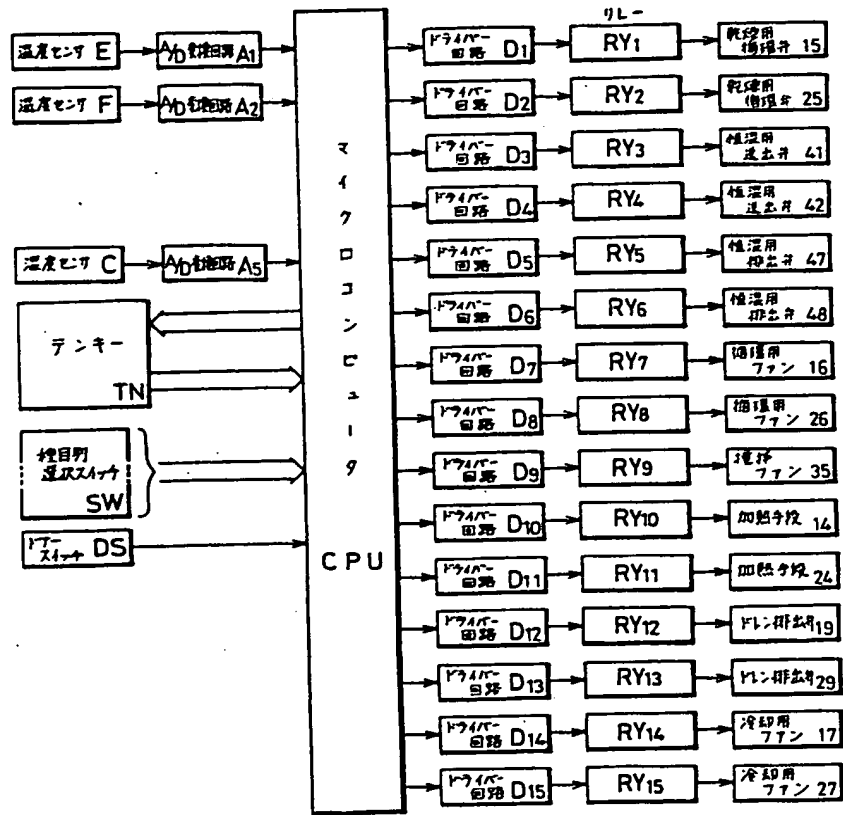 温度センサ E
A/D変換回路 A1
温度センサ F
A/D変換回路 A2
温度センサ C
A/D変換回路 A5
テンキー
TN
種目別
選択スイッチ
SW
ドアー
スイッチ DS
マイクロコンピュータ
CPU
リレー
ドライバー
回路 D1
RY1
乾燥用
循環弁 15
ドライバー
回路 D2
RY2
乾燥用
循環弁 25
ドライバー
回路 D3
RY3
恒温用
送出弁 41
ドライバー
回路 D4
RY4
恒温用
送出弁 42
ドライバー
回路 D5
RY5
恒温用
排出弁 47
ドライバー
回路 D6
RY6
恒温用
排出弁 48
ドライバー
回路 D7
RY7
循環用
ファン 16
ドライバー
回路 D8
RY8
循環用
ファン 26
ドライバー
回路 D9
RY9
ファン 35
ドライバー
回路 D10
RY10
加熱手段 14
ドライバー
回路 D11
RY11
加熱手段 24
ドライバー
回路 D12
RY12
ドレン排出弁 19
ドライバー
回路 D13
RY13
ドレン排出弁 29
ドライバー
回路 D14
RY14
冷却用
ファン 17
ドライバー
回路 D15
RY15
冷却用
ファン 27